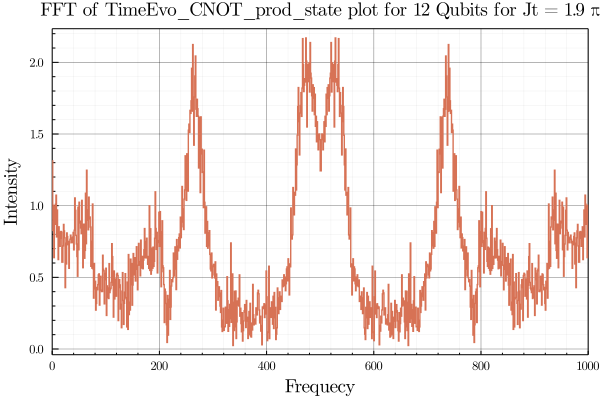 FFT of TimeEvo_CNOT_prod_state plot for 12 Qubits for Jt = 1.9 π
2.0
1.5
1.0
0.5
0.0
Intensity
0 200 400 600 800 1000
Frequecy